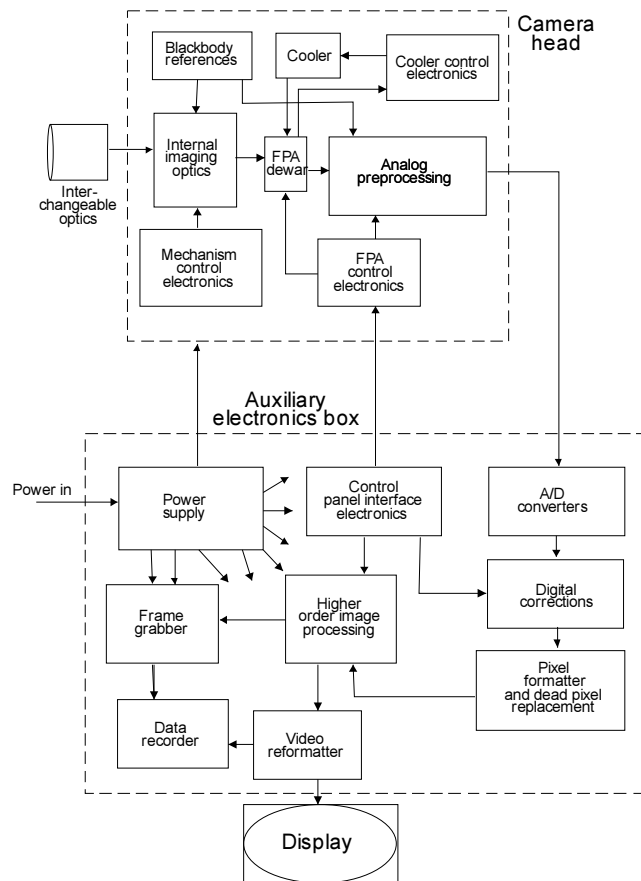 Camera
head
Blackbody
references
Cooler
Cooler control
electronics
Internal
imaging
optics
FPA
dewar
Analog
preprocessing
Inter-
changeable
optics
Mechanism
control
electronics
FPA
control
electronics
Auxiliary
electronics box
Power in
Power
supply
Control
panel interface
electronics
A/D
converters
Frame
grabber
Higher
order image
processing
Digital
corrections
Pixel
formatter
and dead pixel
replacement
Data
recorder
Video
reformatter
Display